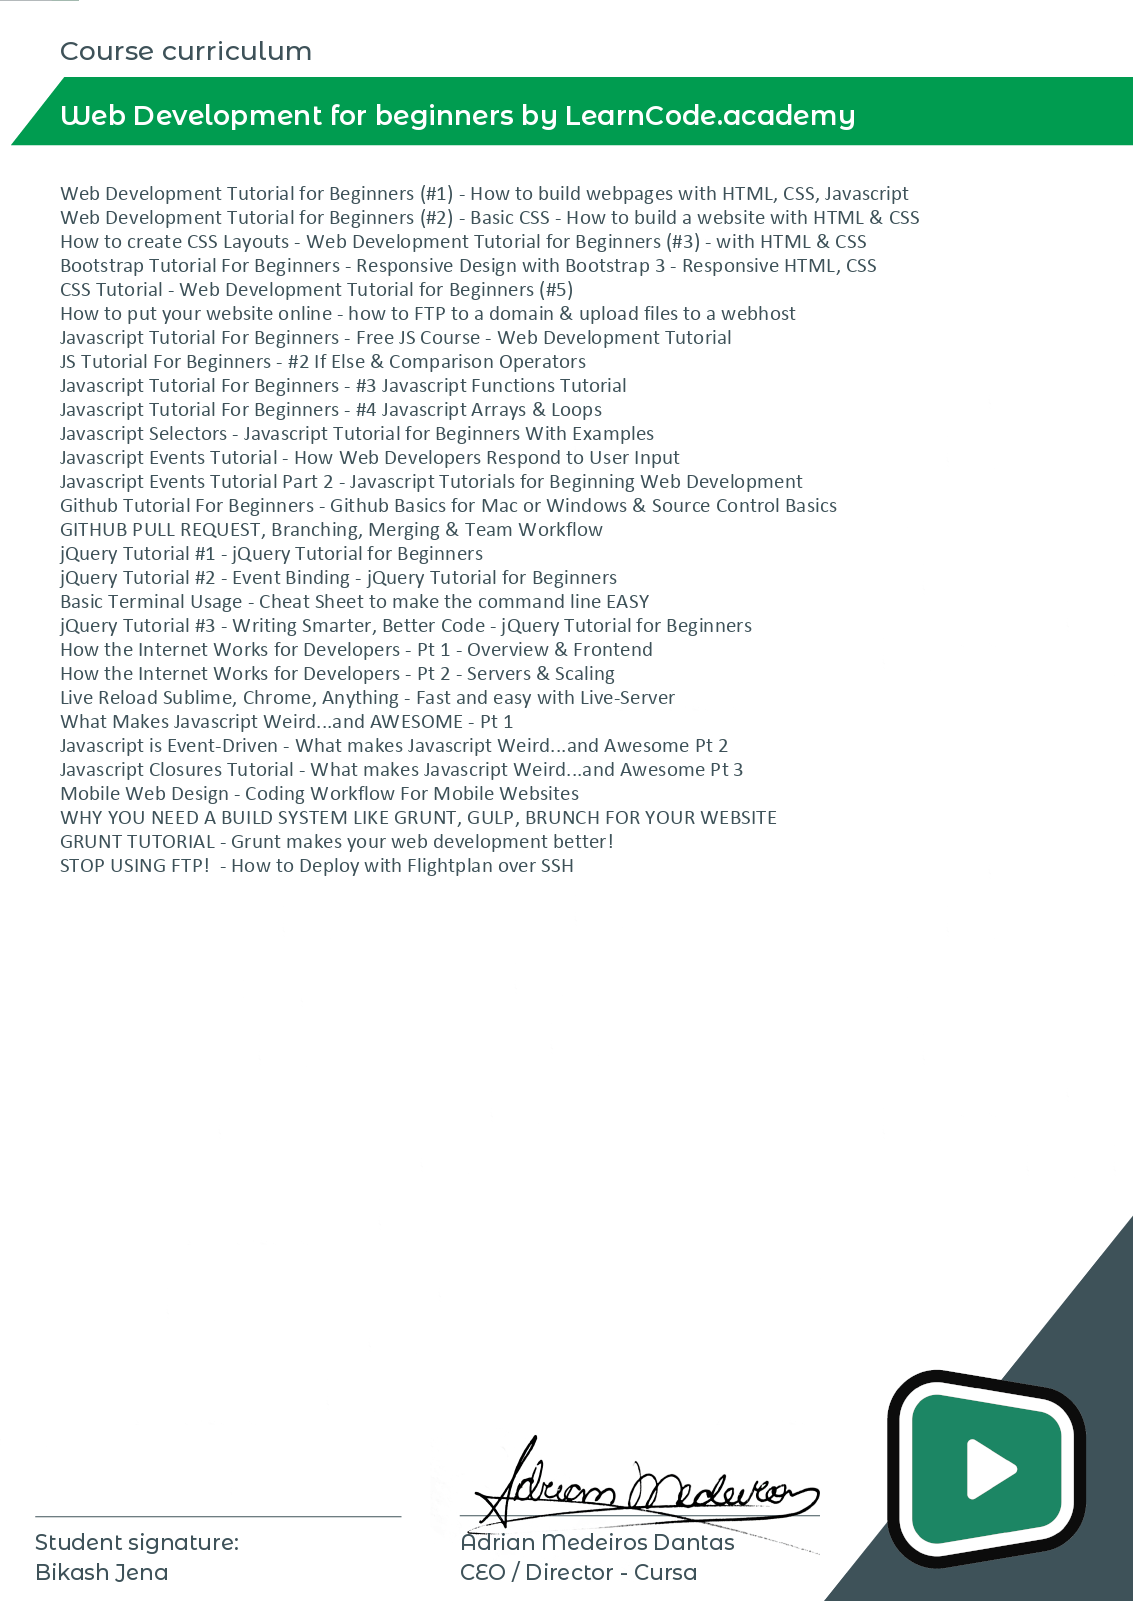 Course curriculum
Web Development for beginners by LearnCode.academy
Web Development Tutorial for Beginners (#1) - How to build webpages with HTML, CSS, Javascript
Web Development Tutorial for Beginners (#2) - Basic CSS - How to build a website with HTML & CSS
How to create CSS Layouts - Web Development Tutorial for Beginners (#3) - with HTML & CSS
Bootstrap Tutorial For Beginners - Responsive Design with Bootstrap 3 - Responsive HTML, CSS
CSS Tutorial - Web Development Tutorial for Beginners (#5)
How to put your website online - how to FTP to a domain & upload files to a webhost
Javascript Tutorial For Beginners - Free JS Course - Web Development Tutorial
JS Tutorial For Beginners - #2 If Else & Comparison Operators
Javascript Tutorial For Beginners - #3 Javascript Functions Tutorial
Javascript Tutorial For Beginners - #4 Javascript Arrays & Loops
Javascript Selectors - Javascript Tutorial for Beginners With Examples
Javascript Events Tutorial - How Web Developers Respond to User Input
Javascript Events Tutorial Part 2 - Javascript Tutorials for Beginning Web Development
Github Tutorial For Beginners - Github Basics for Mac or Windows & Source Control Basics
GITHUB PULL REQUEST, Branching, Merging & Team Workflow
jQuery Tutorial #1 - jQuery Tutorial for Beginners
jQuery Tutorial #2 - Event Binding - jQuery Tutorial for Beginners
Basic Terminal Usage - Cheat Sheet to make the command line EASY
jQuery Tutorial #3 - Writing Smarter, Better Code - jQuery Tutorial for Beginners
How the Internet Works for Developers - Pt 1 - Overview & Frontend
How the Internet Works for Developers - Pt 2 - Servers & Scaling
Live Reload Sublime, Chrome, Anything - Fast and easy with Live-Server
What Makes Javascript Weird...and AWESOME - Pt 1
Javascript is Event-Driven - What makes Javascript Weird...and Awesome Pt 2
Javascript Closures Tutorial - What makes Javascript Weird...and Awesome Pt 3
Mobile Web Design - Coding Workflow For Mobile Websites
WHY YOU NEED A BUILD SYSTEM LIKE GRUNT, GULP, BRUNCH FOR YOUR WEBSITE
GRUNT TUTORIAL - Grunt makes your web development better!
STOP USING FTP!  - How to Deploy with Flightplan over SSH
Adrian Medeiros
Student signature:
Bikash Jena
Adrian Medeiros Dantas
CEO / Director - Cursa